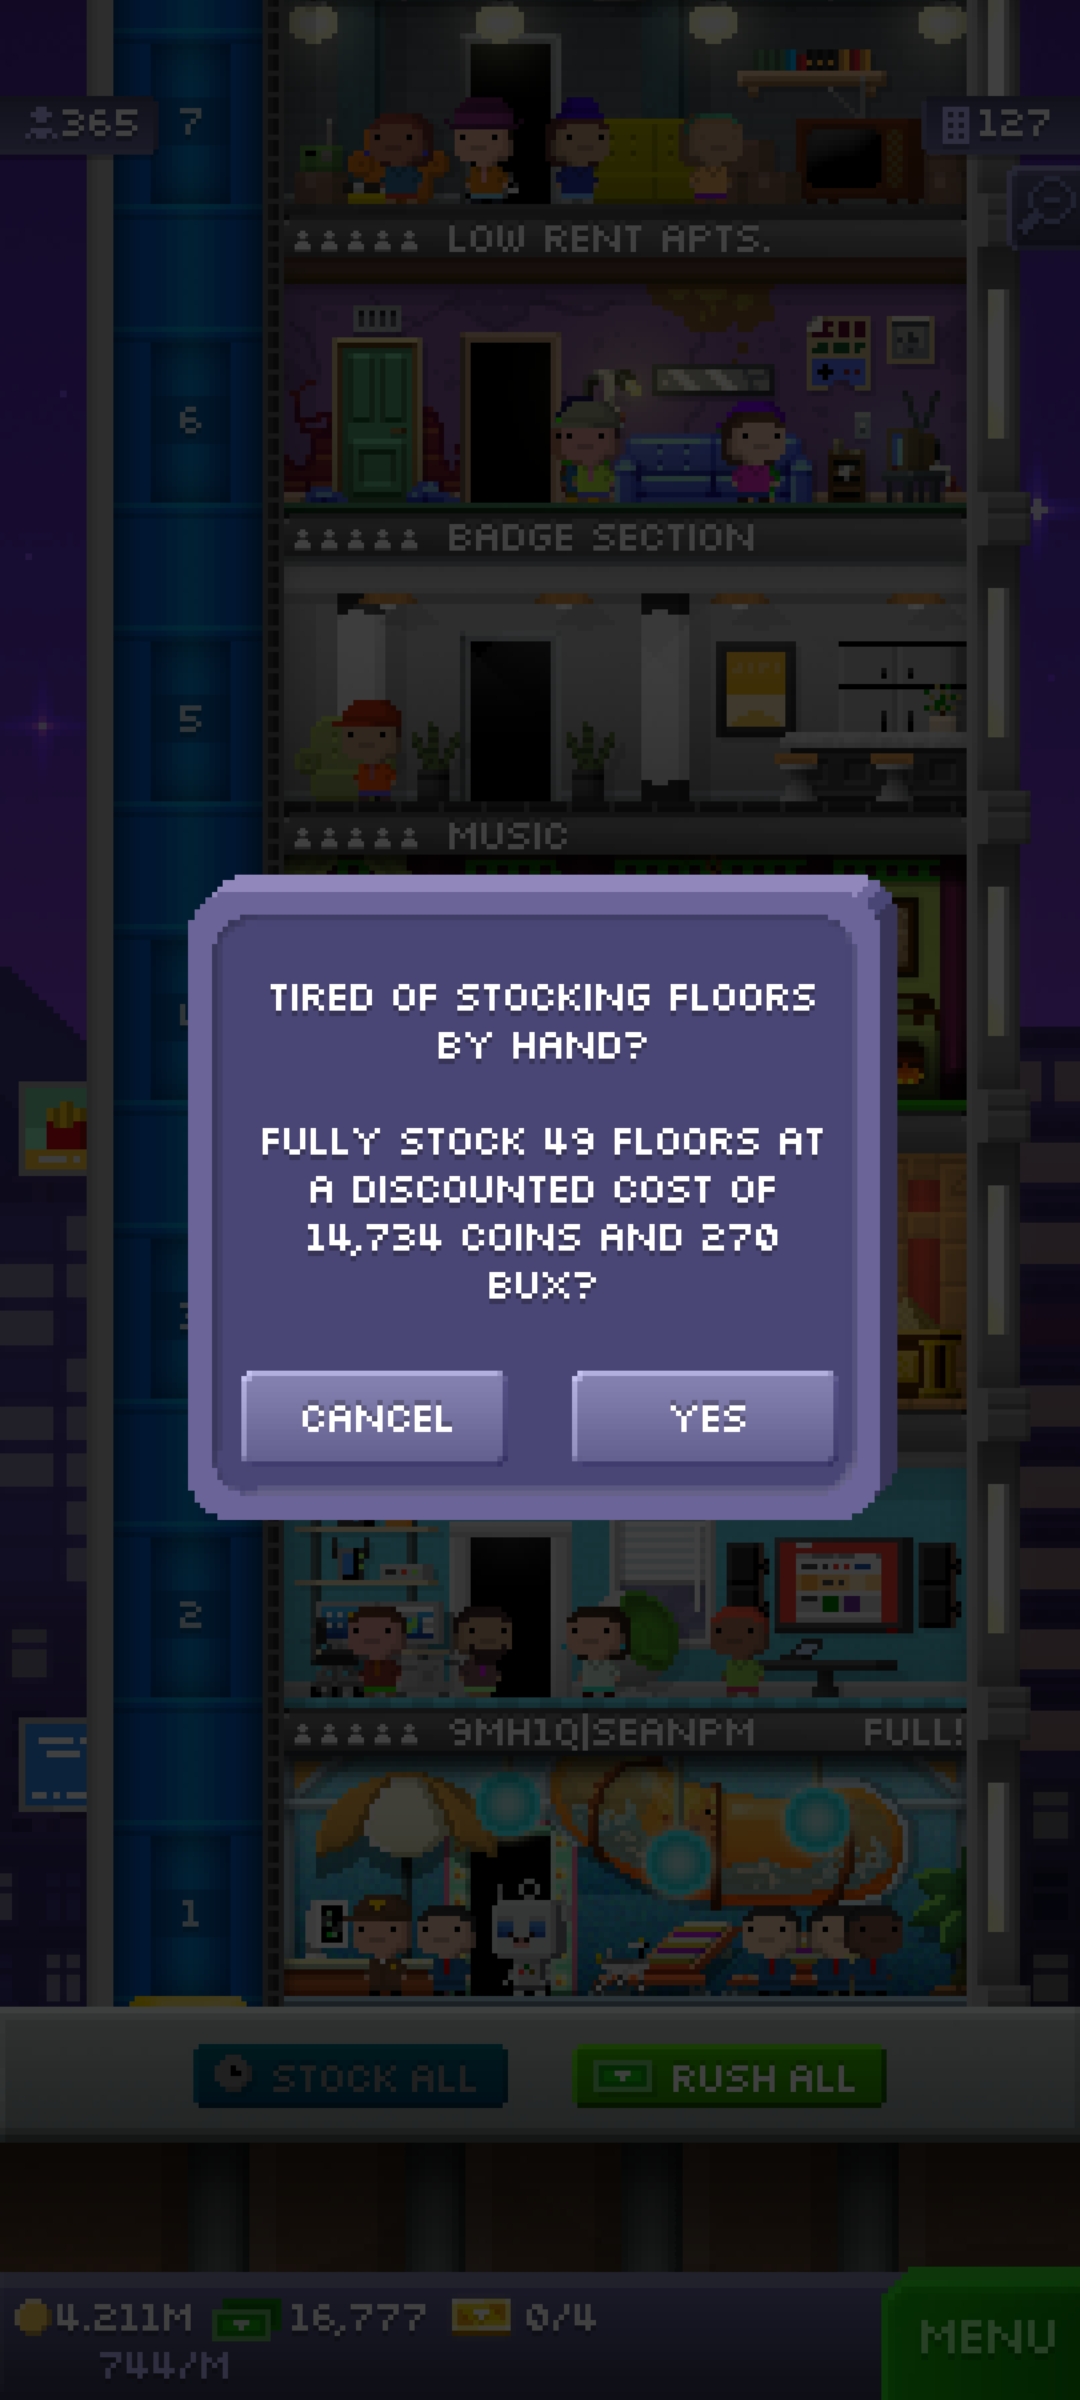 365
7
127
LOW RENT APTS.
6
BADGE SECTION
5
MUSIC
TIRED OF STOCKING FLOORS
BY HAND?
FULLY STOCK 49 FLOORS AT
A DISCOUNTED COST OF
14,734 COINS AND 270
BUX?
CANCEL
YES
2
9MH1Q|SEANPM
FULL!
1
STOCK ALL
RUSH ALL
4.211M
16,777
0/4
744/M
MENU